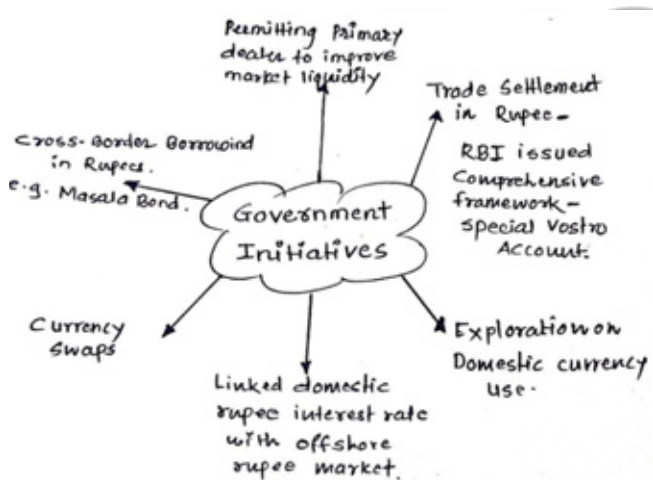 Permitting Primary
dealers to improve
market liquidity
Trade Settlement
in Rupee-
RBI issued
Comprehensive
framework-
special Vostro
Account.
Cross-Border Borrowind
in Rupees.
e.g. Masala Bond.
Government
Initiatives
Currency
Swaps
Linked domestic
rupee interest rate
with offshore
rupee market.
Exploration on
Domestic currency
use.